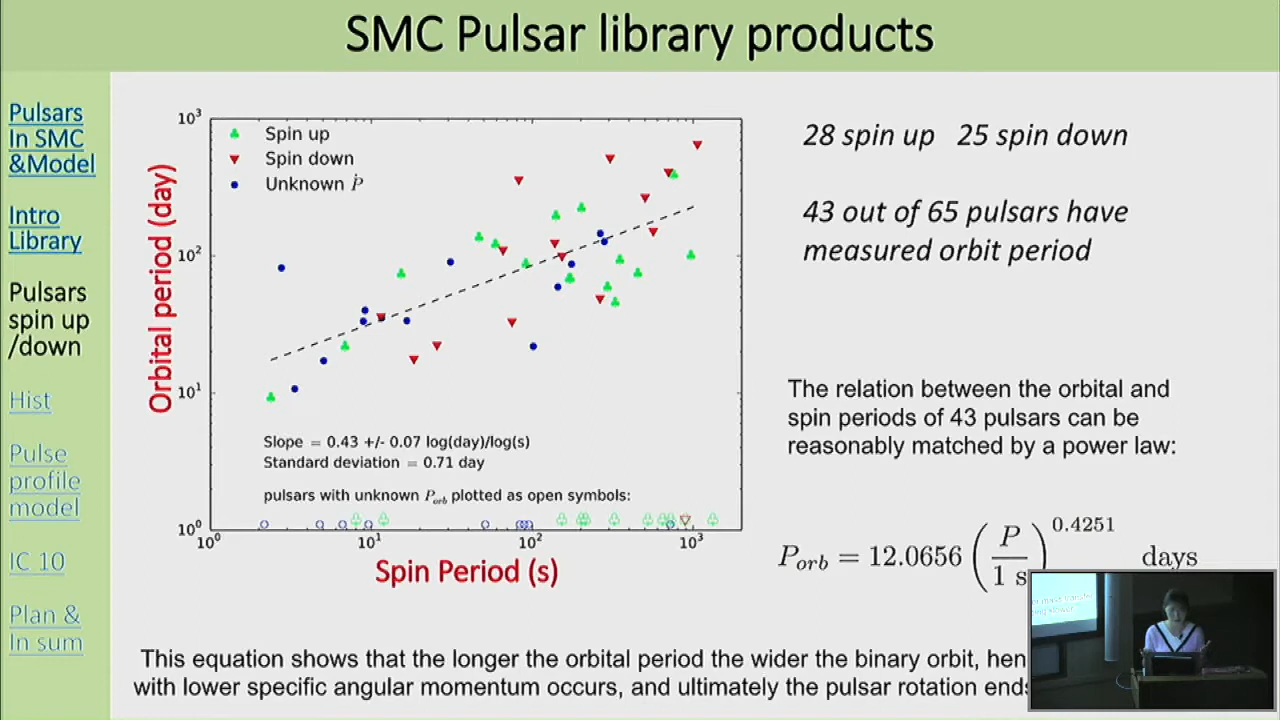 SMC Pulsar library products
Pulsars
In SMC
&Model
Intro
Library
Pulsars
spin up
/down
Hist
Pulse
profile
model
IC 10
Plan &
In sum
Orbital period (day)
10³
10²
10¹
10⁰
Spin up
Spin down
Unknown Ṗ
Slope = 0.43 +/- 0.07 log(day)/log(s)
Standard deviation = 0.71 day
pulsars with unknown P_orb plotted as open symbols:
10⁰ 10¹ 10² 10³
Spin Period (s)
28 spin up 25 spin down
43 out of 65 pulsars have
measured orbit period
The relation between the orbital and
spin periods of 43 pulsars can be
reasonably matched by a power law:
P_orb = 12.0656 (P/1 s)^0.4251 days
This equation shows that the longer the orbital period the wider the binary orbit,
with lower specific angular momentum occurs, and ultimately the pulsar rotation